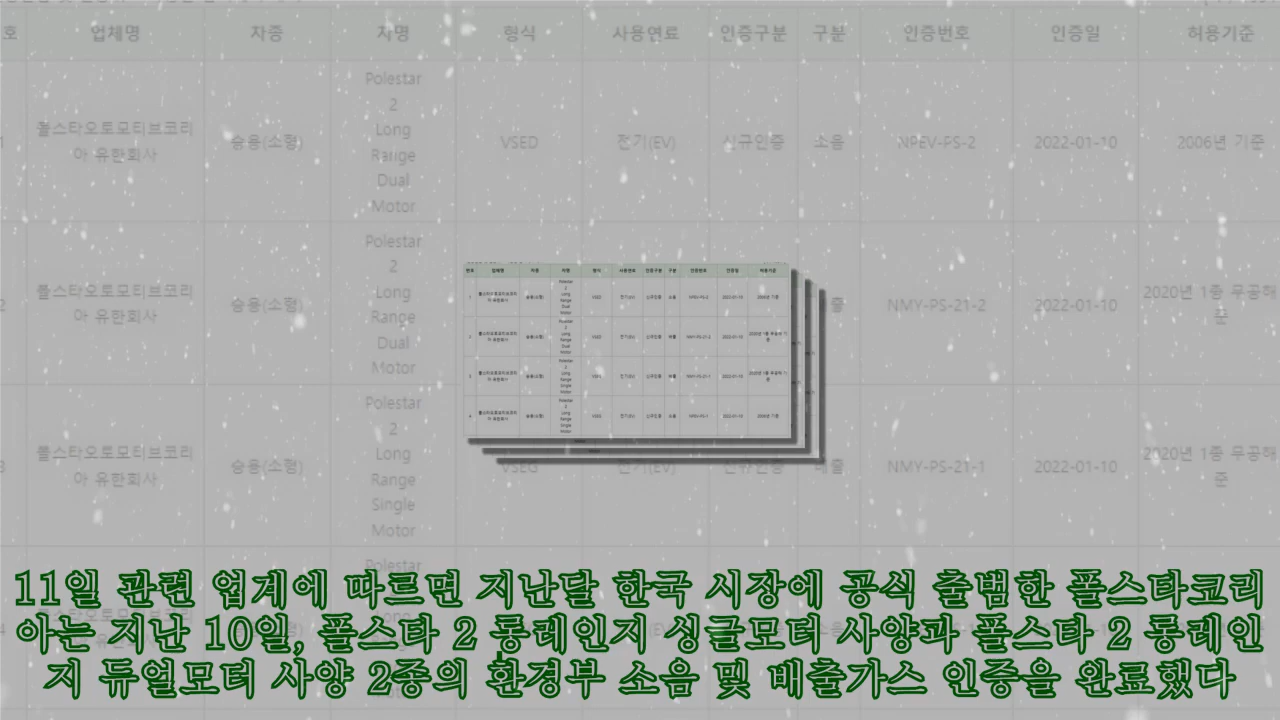 호 업체명 차종 차명 형식 사용연료 인증구분 구분 인증번호 인증일 허용기준
폴스타오토모티브코리아 유한회사 승용(소형) Polestar 2 Long Range Dual Motor VSED 전기(EV) 신규인증 소음 NPEV-PS-2 2022-01-10 2006년 기준
폴스타오토모티브코리아 유한회사 승용(소형) Polestar 2 Long Range Dual Motor NMY-PS-21-2 2022-01-10 2020년 1종 무공해 준
폴스타오토모티브코리아 유한회사 승용(소형) Polestar 2 Long Range Single Motor VSEG 전기(EV) 신규인증 배출 NMY-PS-21-1 2022-01-10 2020년 1종 무공해 준
11일 관련 업계에 따르면 지난달 한국 시장에 공식 출범한 폴스타코리
아는 지난 10일, 폴스타 2 롱레인지 싱글모터 사양과 폴스타 2 롱레인
지 듀얼모터 사양 2종의 환경부 소음 및 배출가스 인증을 완료했다